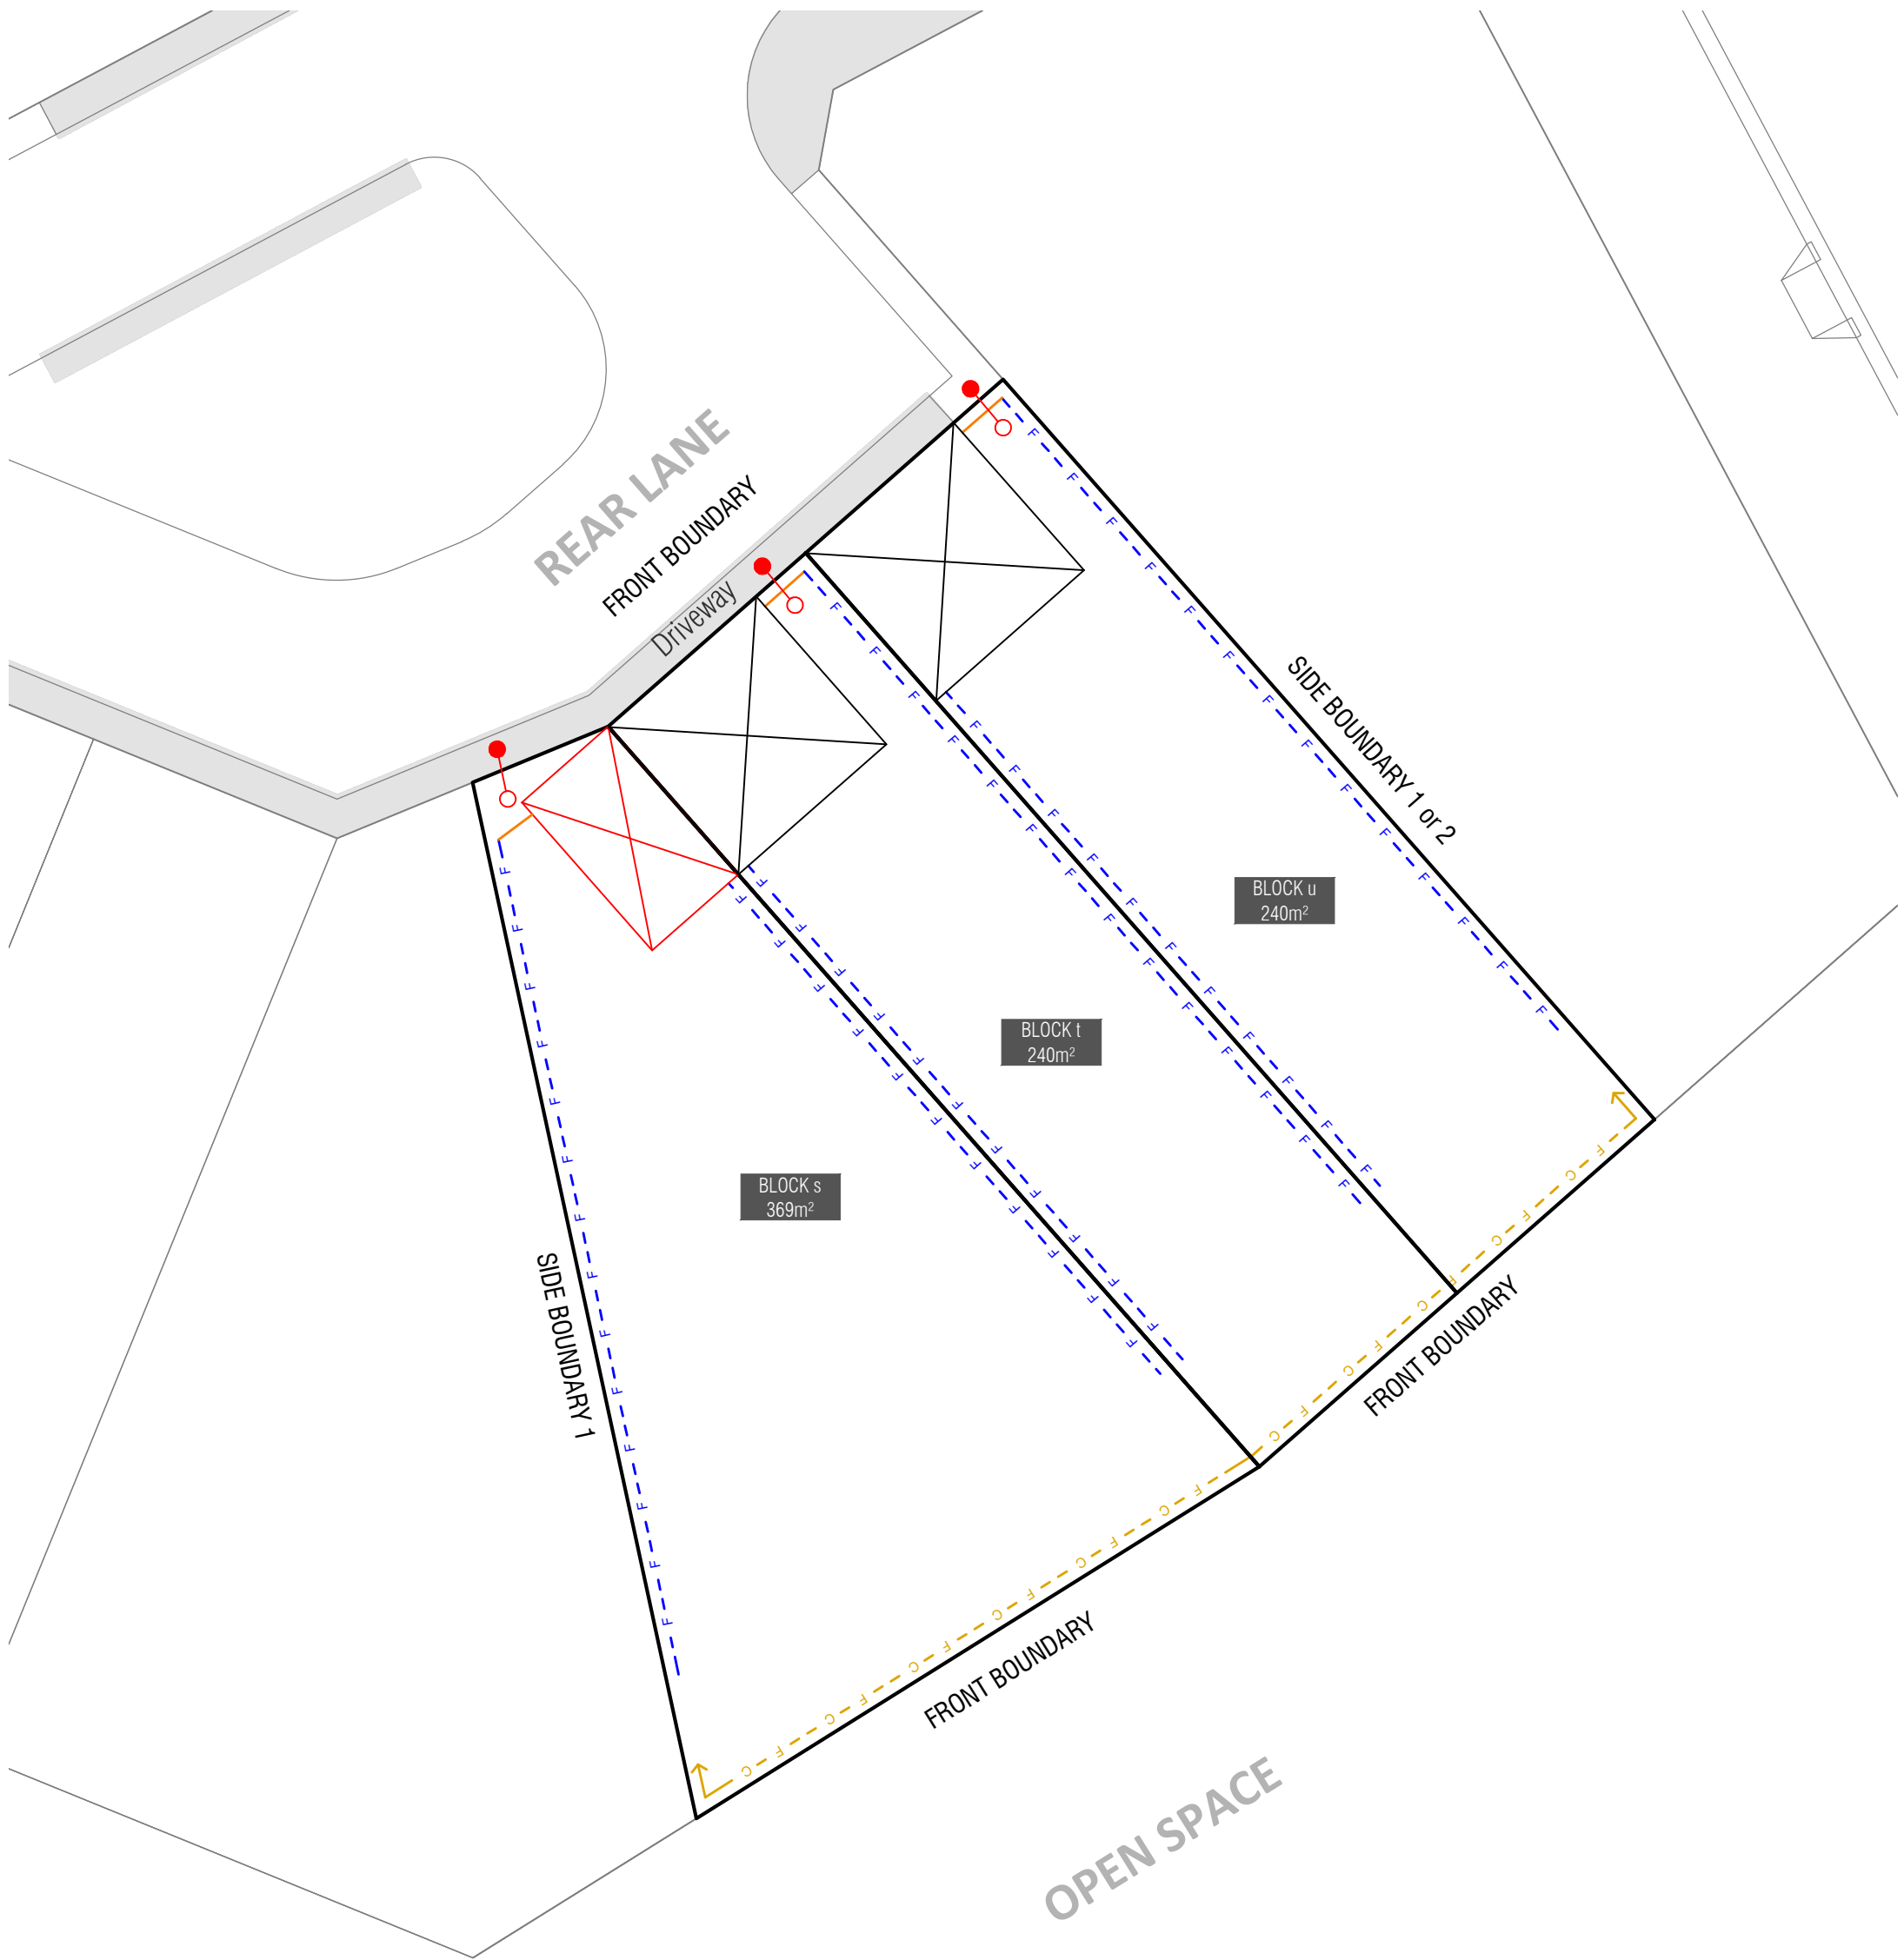 REAR LANE
FRONT BOUNDARY
Driveway
SIDE BOUNDARY 1 or 2
BLOCK u
240m²
BLOCK t
240m²
BLOCK s
369m²
SIDE BOUNDARY 1
FRONT BOUNDARY
FRONT BOUNDARY
OPEN SPACE